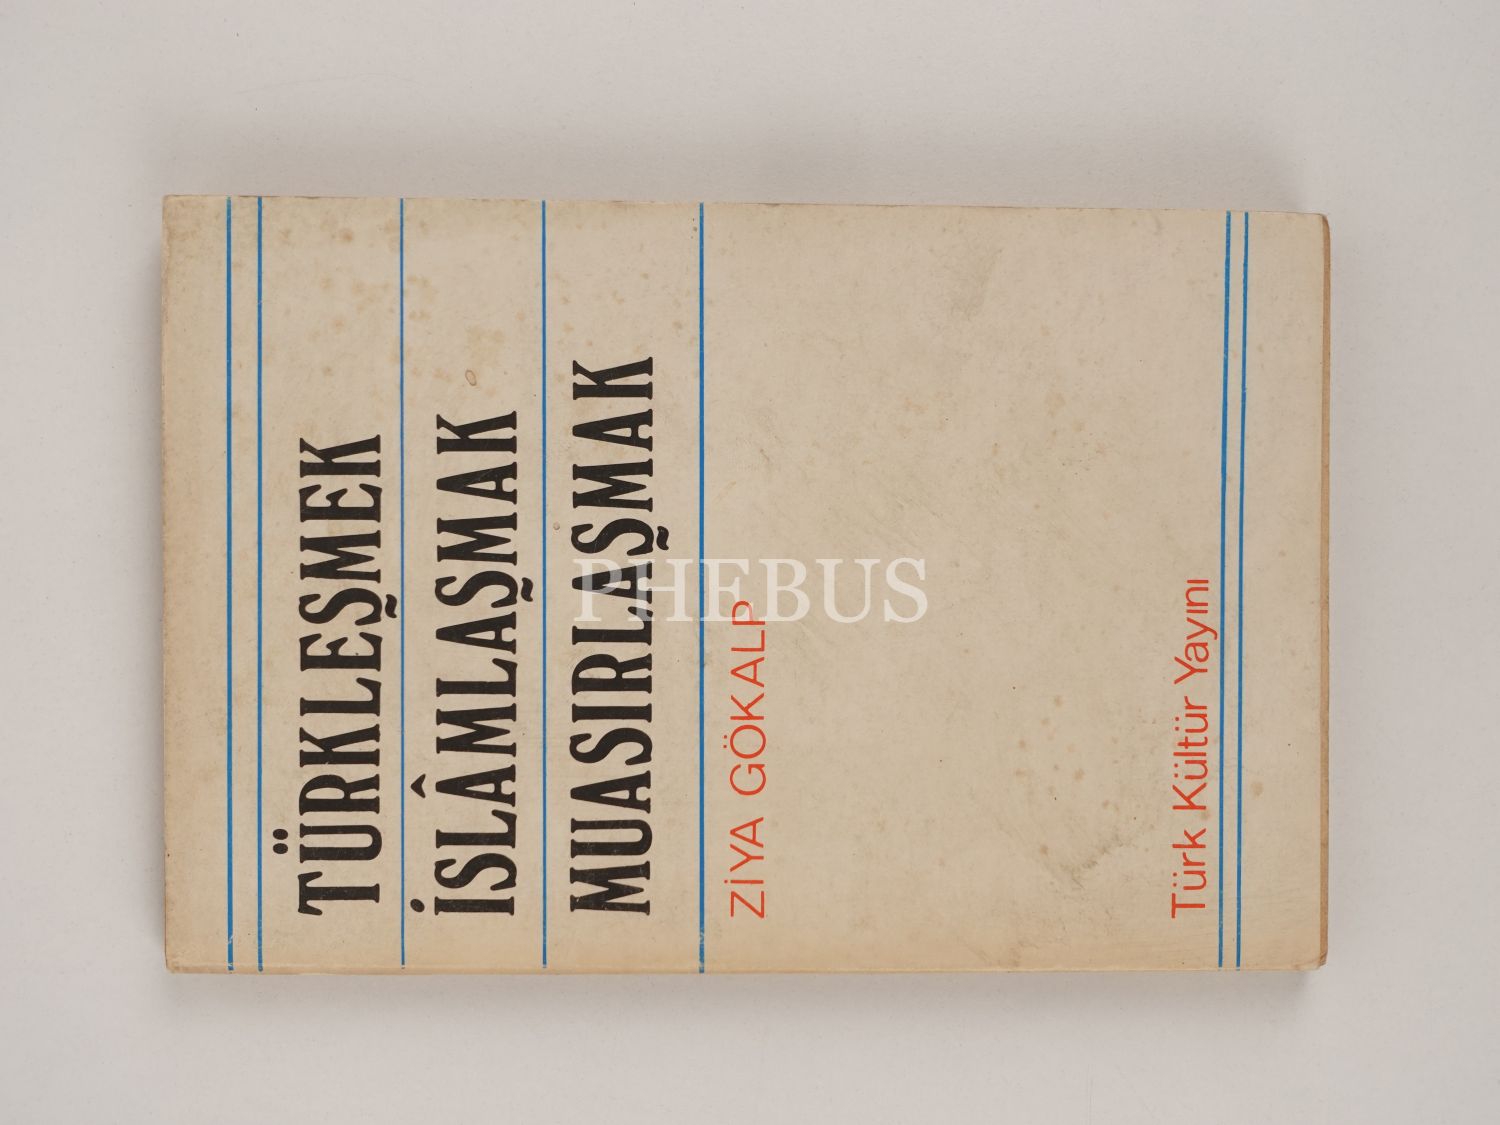 TÜRKLEŞMEK
İSLÂMLAŞMAK
MUASIRLAŞMAK
ZİYA GÖKALP
Türk Kültür Yayını
PHEBUS